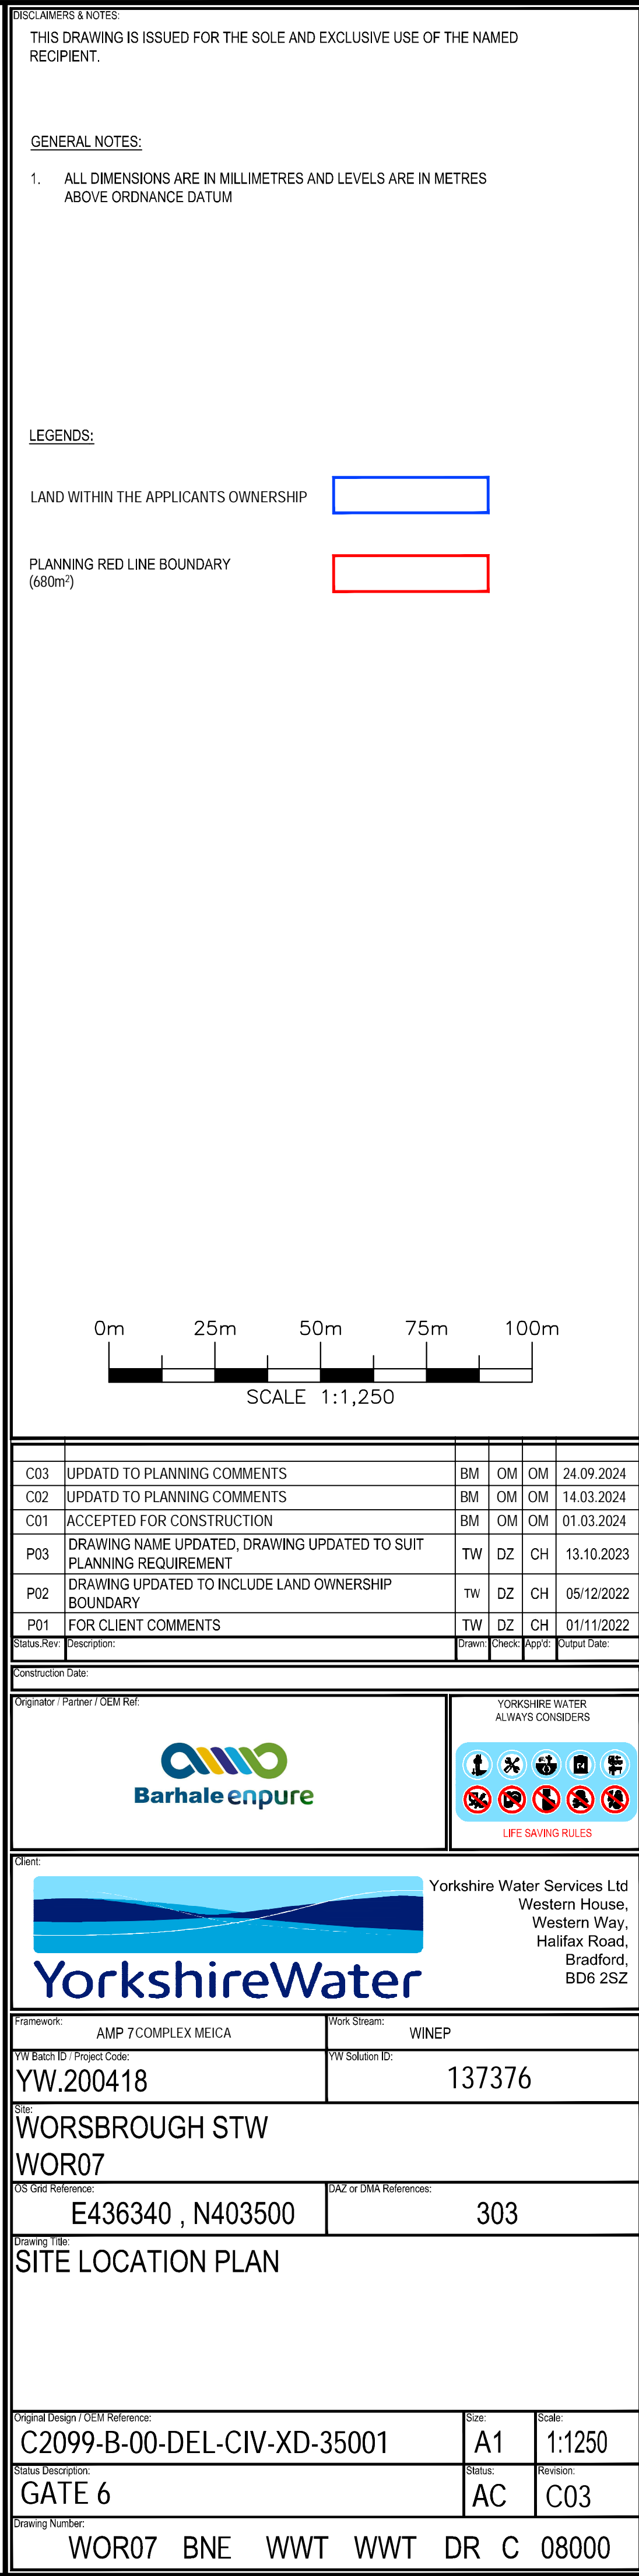 DISCLAIMERS & NOTES:
THIS DRAWING IS ISSUED FOR THE SOLE AND EXCLUSIVE USE OF THE NAMED
RECIPIENT.
GENERAL NOTES:
1. ALL DIMENSIONS ARE IN MILLIMETRES AND LEVELS ARE IN METRES
ABOVE ORDNANCE DATUM
LEGENDS:
LAND WITHIN THE APPLICANTS OWNERSHIP
PLANNING RED LINE BOUNDARY
(680m²)
0m 25m 50m 75m 100m
SCALE 1:1,250
C03 UPDATD TO PLANNING COMMENTS BM OM OM 24.09.2024
C02 UPDATD TO PLANNING COMMENTS BM OM OM 14.03.2024
C01 ACCEPTED FOR CONSTRUCTION BM OM OM 01.03.2024
P03 DRAWING NAME UPDATED, DRAWING UPDATED TO SUIT
PLANNING REQUIREMENT TW DZ CH 13.10.2023
P02 DRAWING UPDATED TO INCLUDE LAND OWNERSHIP
BOUNDARY TW DZ CH 05/12/2022
P01 FOR CLIENT COMMENTS TW DZ CH 01/11/2022
Status.Rev: Description: Drawn: Check: App'd: Output Date:
Construction Date:
Originator / Partner / OEM Ref:
Barhale enpure
YORKSHIRE WATER
ALWAYS CONSIDERS
LIFE SAVING RULES
Client:
YorkshireWater
Yorkshire Water Services Ltd
Western House,
Western Way,
Halifax Road,
Bradford,
BD6 2SZ
Framework: Work Stream:
AMP 7 COMPLEX MEICA WINEP
YW Batch ID / Project Code: YW Solution ID:
YW.200418 137376
Site:
WORSBROUGH STW
WOR07
OS Grid Reference: DAZ or DMA References:
E436340 , N403500 303
Drawing Title:
SITE LOCATION PLAN
Original Design / OEM Reference: Size: Scale:
C2099-B-00-DEL-CIV-XD-35001 A1 1:1250
Status Description: Status: Revision:
GATE 6 AC C03
Drawing Number:
WOR07 BNE WWT WWT DR C 08000